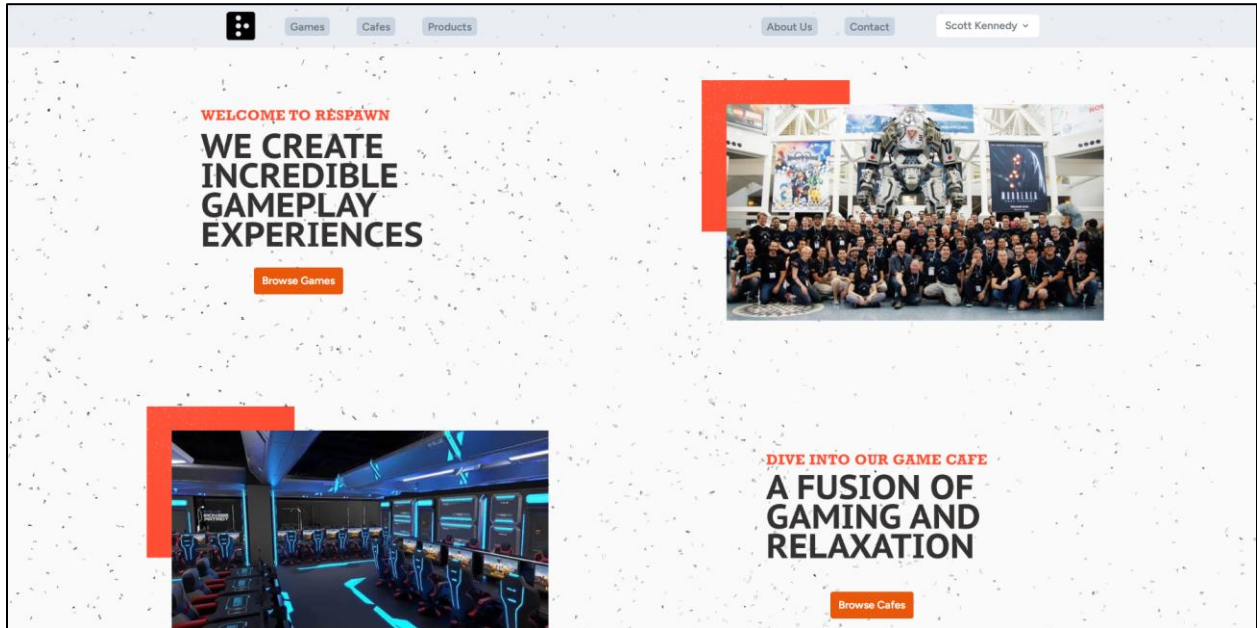 Games
Cafes
Products
About Us
Contact
Scott Kennedy
WELCOME TO RESPAWN
WE CREATE
INCREDIBLE
GAMEPLAY
EXPERIENCES
Browse Games
DIVE INTO OUR GAME CAFE
A FUSION OF
GAMING AND
RELAXATION
Browse Cafes